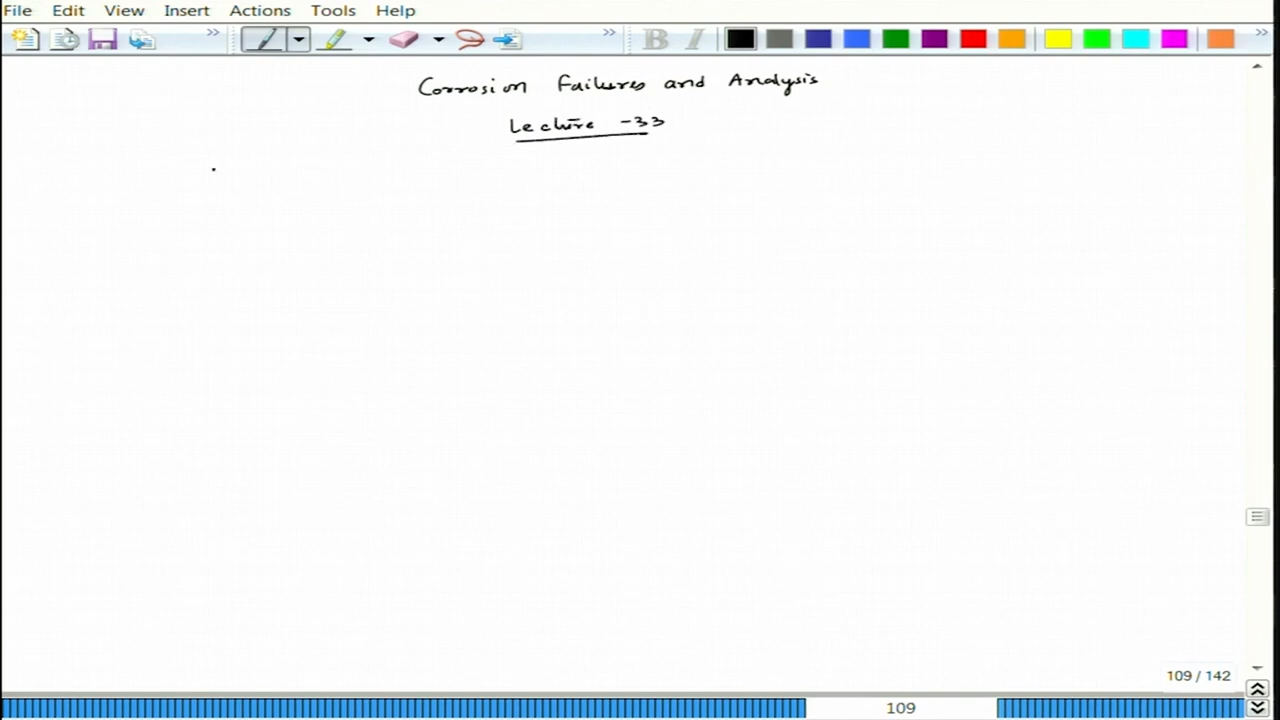 File Edit View Insert Actions Tools Help
B I
Corrosion Failures and Analysis
Lecture -33
109 / 142
109